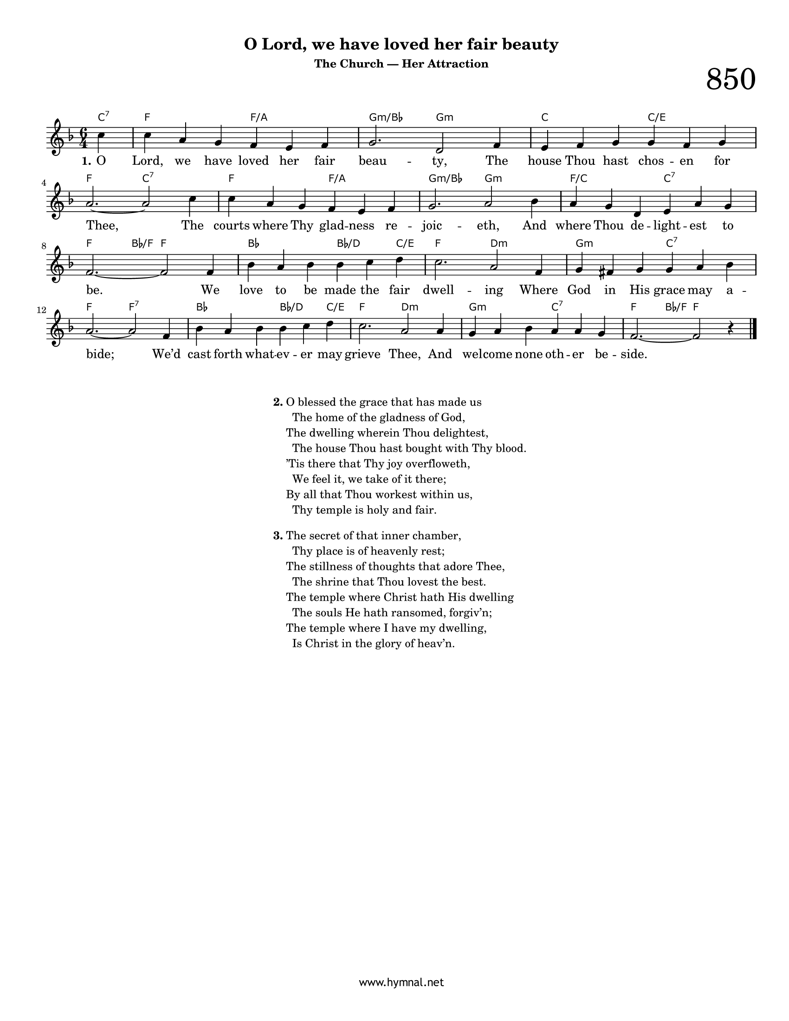 O Lord, we have loved her fair beauty
The Church — Her Attraction
850
C7 F F/A Gm/B♭ Gm C C/E
6
4
1. O Lord, we have loved her fair beau - ty, The house Thou hast chos - en for
4
F C7 F F/A Gm/B♭ Gm F/C C7
Thee, The courts where Thy glad-ness re - joic - eth, And where Thou de - light - est to
8
F B♭/F F B♭ B♭/D C/E F Dm Gm C7
be. We love to be made the fair dwell - ing Where God in His grace may a -
12
F F7 B♭ B♭/D C/E F Dm Gm C7 F B♭/F F
bide; We'd cast forth what-ev - er may grieve Thee, And welcome none oth - er be - side.
2. O blessed the grace that has made us
The home of the gladness of God,
The dwelling wherein Thou delightest,
The house Thou hast bought with Thy blood.
'Tis there that Thy joy overfloweth,
We feel it, we take of it there;
By all that Thou workest within us,
Thy temple is holy and fair.
3. The secret of that inner chamber,
Thy place is of heavenly rest;
The stillness of thoughts that adore Thee,
The shrine that Thou lovest the best.
The temple where Christ hath His dwelling
The souls He hath ransomed, forgiv'n;
The temple where I have my dwelling,
Is Christ in the glory of heav'n.
www.hymnal.net